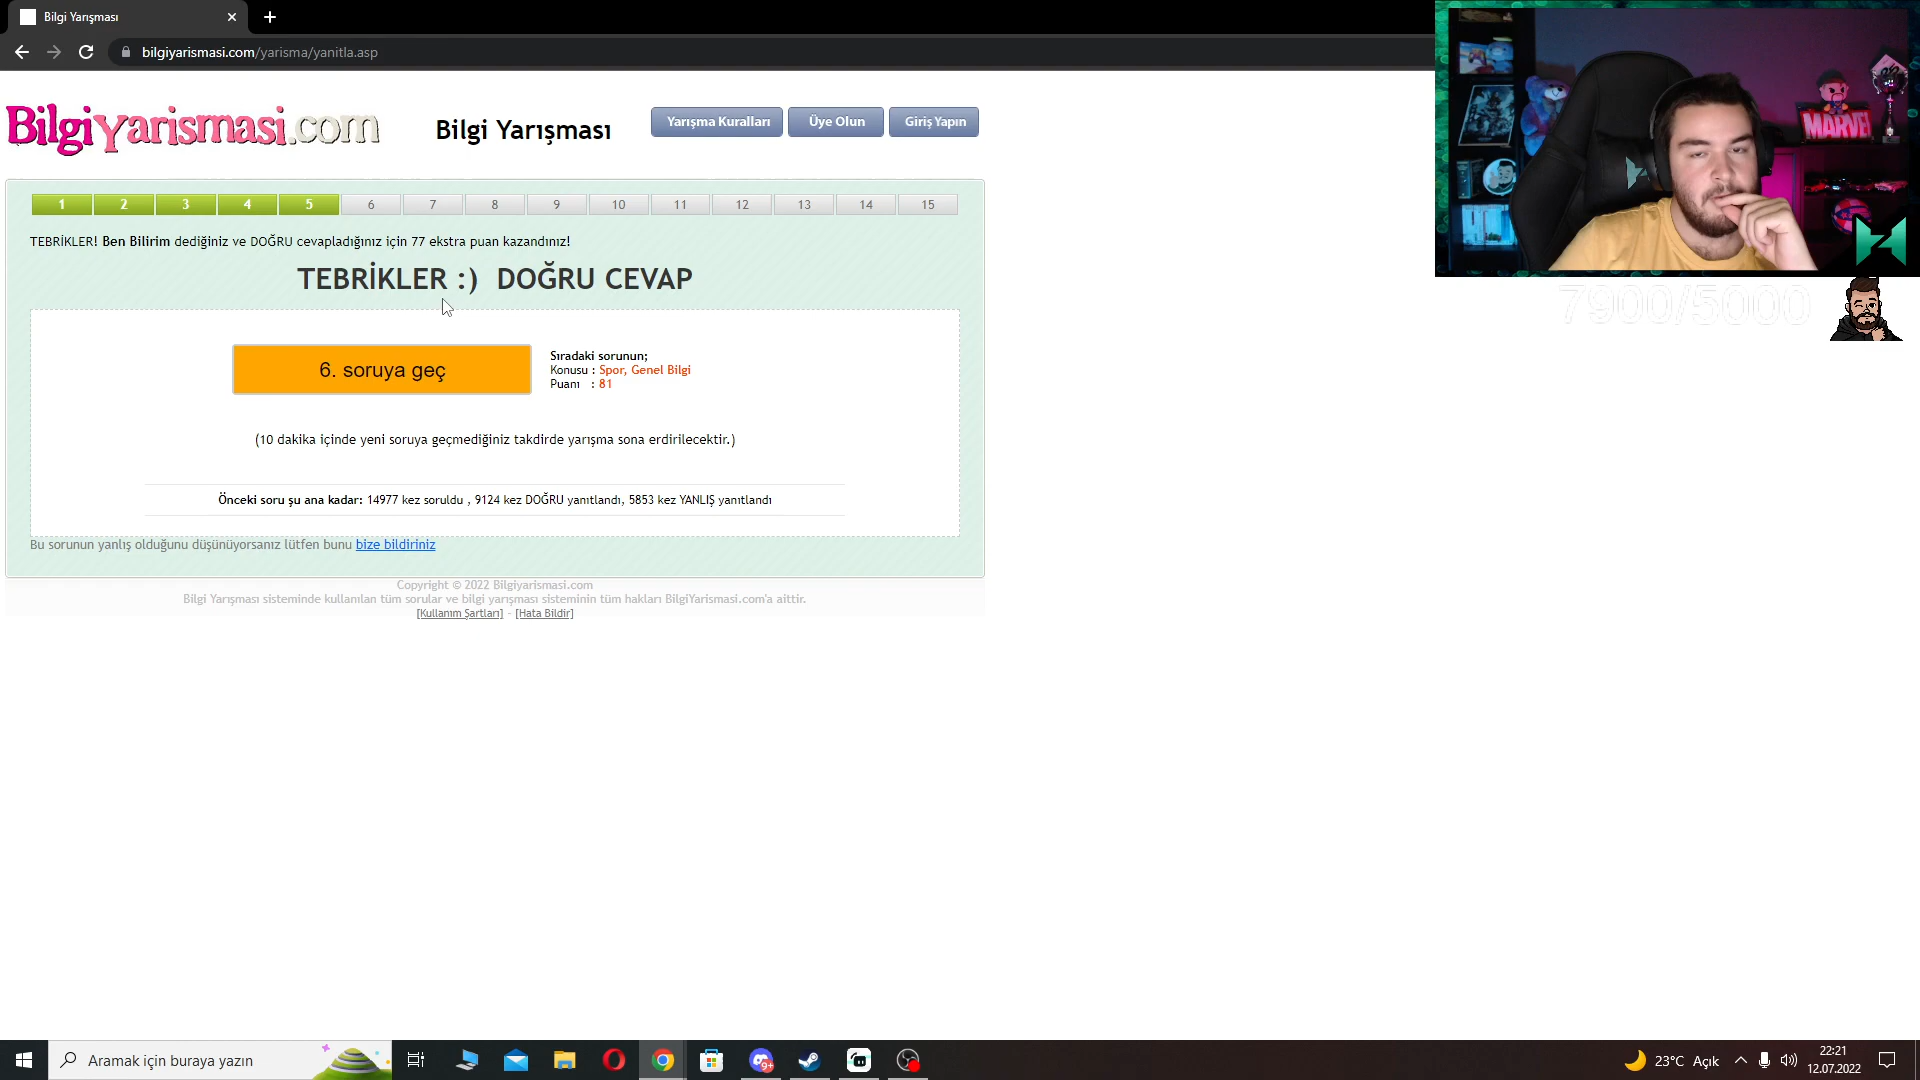 Bilgi Yarışması
bilgiyarismasi.com/yarisma/yanitla.asp
Bilgiyarismasi.com
Bilgi Yarışması
Yarışma Kuralları
Üye Olun
Giriş Yapın
1 2 3 4 5 6 7 8 9 10 11 12 13 14 15
TEBRİKLER! Ben Bilirim dediğiniz ve DOĞRU cevapladığınız için 77 ekstra puan kazandınız!
TEBRİKLER :) DOĞRU CEVAP
6. soruya geç
Sıradaki sorunun;
Konusu : Spor, Genel Bilgi
Puanı : 81
(10 dakika içinde yeni soruya geçmediğiniz takdirde yarışma sona erdirilecektir.)
Önceki soru şu ana kadar: 14977 kez soruldu , 9124 kez DOĞRU yanıtlandı, 5853 kez YANLIŞ yanıtlandı
Bu sorunun yanlış olduğunu düşünüyorsanız lütfen bunu bize bildiriniz
Copyright © 2022 Bilgiyarismasi.com
Bilgi Yarışması sisteminde kullanılan tüm sorular ve bilgi yarışması sisteminin tüm hakları BilgiYarismasi.com'a aittir.
[Kullanım Şartları] - [Hata Bildir]
MARVEL
7900/5000
Aramak için buraya yazın
9+
23°C Açık
22:21
12.07.2022